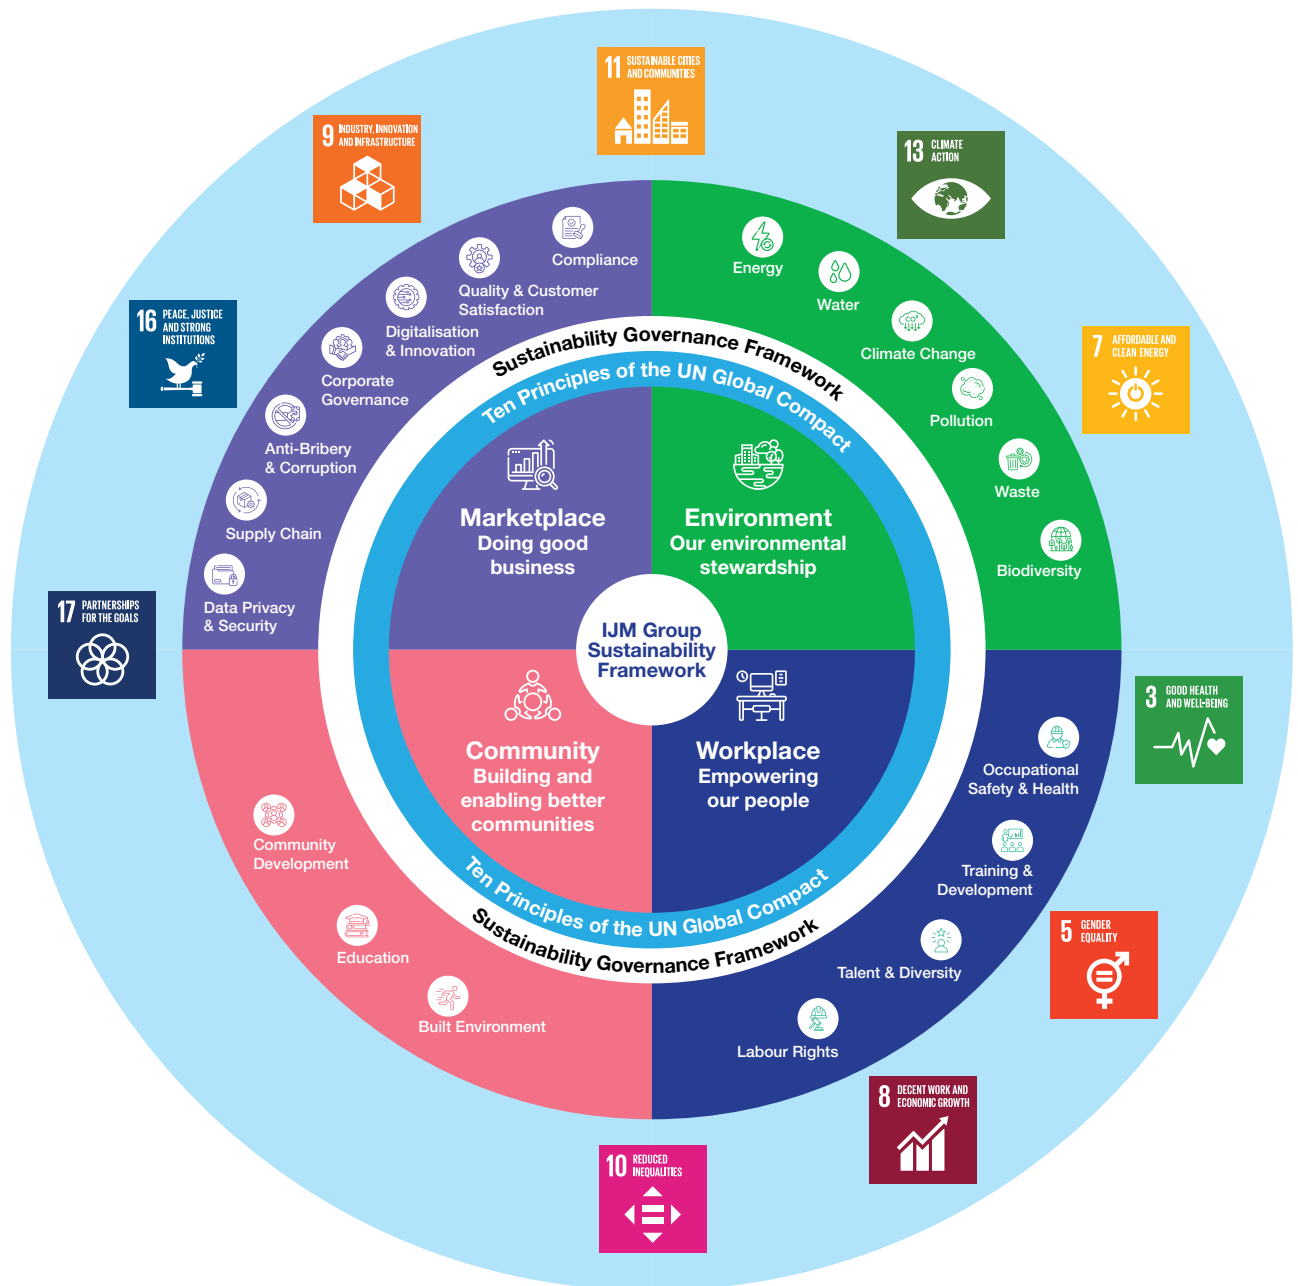 11 SUSTAINABLE CITIES
AND COMMUNITIES
9 INDUSTRY, INNOVATION
AND INFRASTRUCTURE
13 CLIMATE
ACTION
16 PEACE, JUSTICE
AND STRONG
INSTITUTIONS
7 AFFORDABLE AND
CLEAN ENERGY
17 PARTNERSHIPS
FOR THE GOALS
3 GOOD HEALTH
AND WELL-BEING
5 GENDER
EQUALITY
8 DECENT WORK AND
ECONOMIC GROWTH
10 REDUCED
INEQUALITIES
Compliance
Quality & Customer
Satisfaction
Digitalisation
& Innovation
Corporate
Governance
Anti-Bribery
& Corruption
Supply Chain
Data Privacy
& Security
Energy
Water
CO²
Climate Change
Pollution
Waste
Biodiversity
Sustainability Governance Framework
Ten Principles of the UN Global Compact
Marketplace
Doing good
business
Environment
Our environmental
stewardship
IJM Group
Sustainability
Framework
Community
Building and
enabling better
communities
Workplace
Empowering
our people
Ten Principles of the UN Global Compact
Sustainability Governance Framework
Community
Development
Education
Built Environment
Occupational
Safety & Health
Training &
Development
Talent & Diversity
Labour Rights